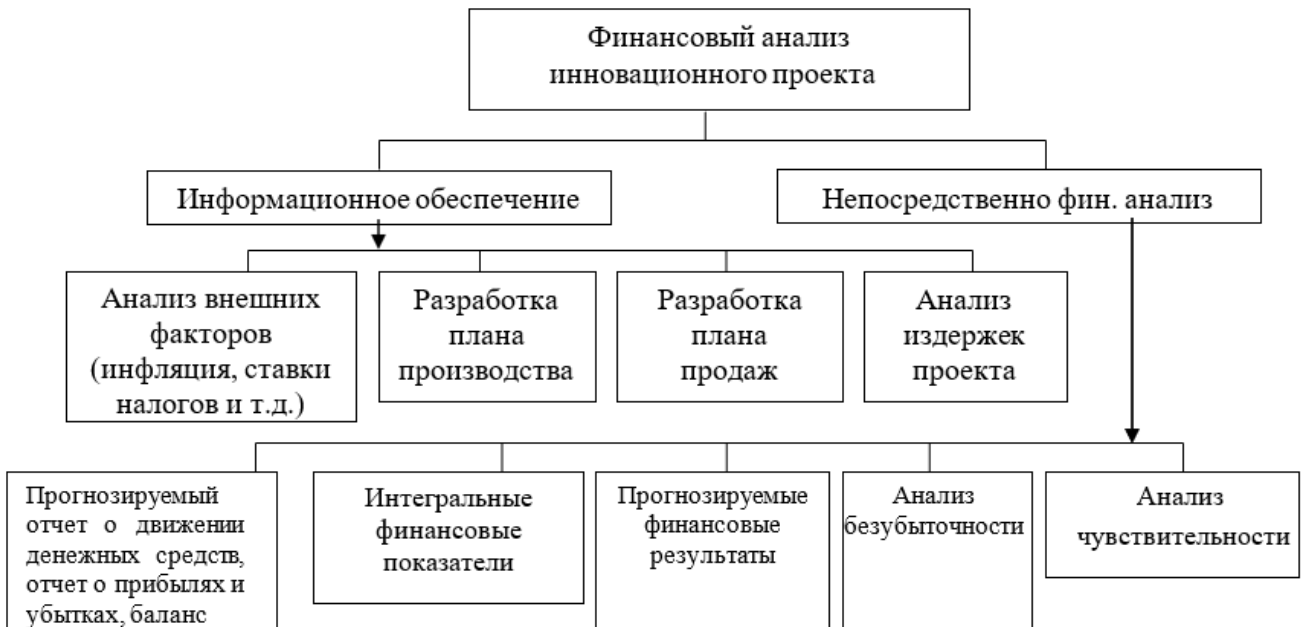 Финансовый анализ
инновационного проекта
Информационное обеспечение
Непосредственно фин. анализ
Анализ внешних
факторов
(инфляция, ставки
налогов и т.д.)
Разработка
плана
производства
Разработка
плана
продаж
Анализ
издержек
проекта
Прогнозируемый
отчет о движении
денежных средств,
отчет о прибылях и
убытках, баланс
Интегральные
финансовые
показатели
Прогнозируемые
финансовые
результаты
Анализ
безубыточности
Анализ
чувствительности